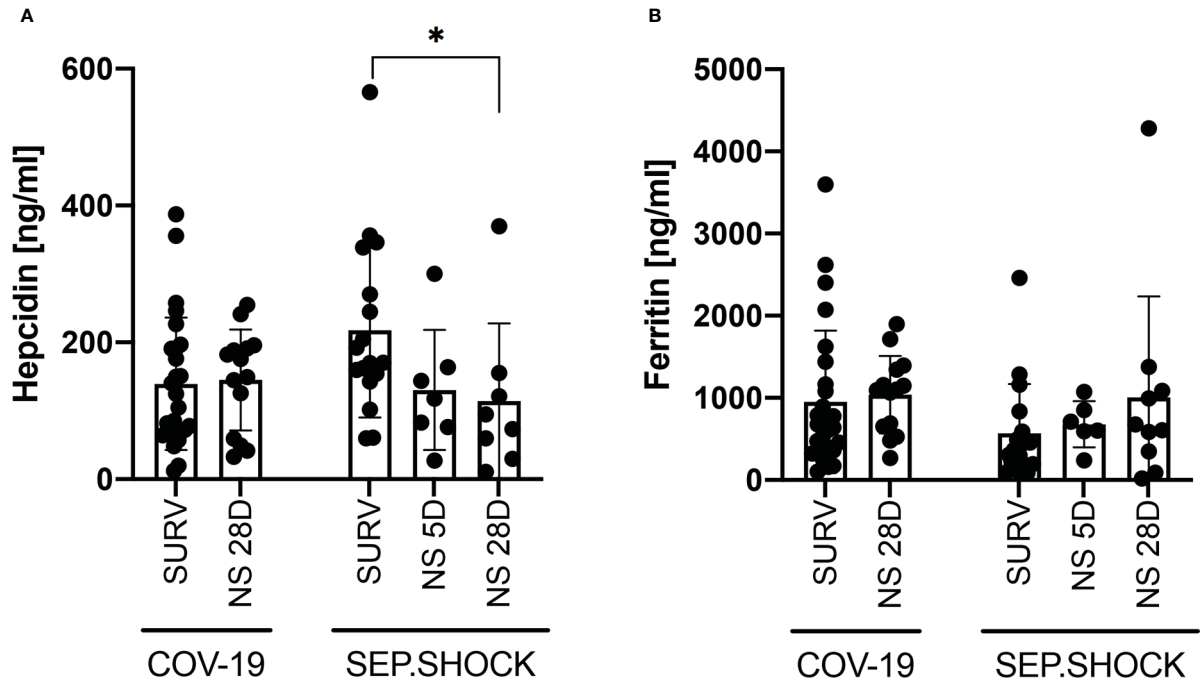 A
*
Hepcidin [ng/ml]
600
400
200
0
SURV
NS 28D
SURV
NS 5D
NS 28D
COV-19
SEP.SHOCK
B
Ferritin [ng/ml]
5000
4000
3000
2000
1000
0
SURV
NS 28D
SURV
NS 5D
NS 28D
COV-19
SEP.SHOCK